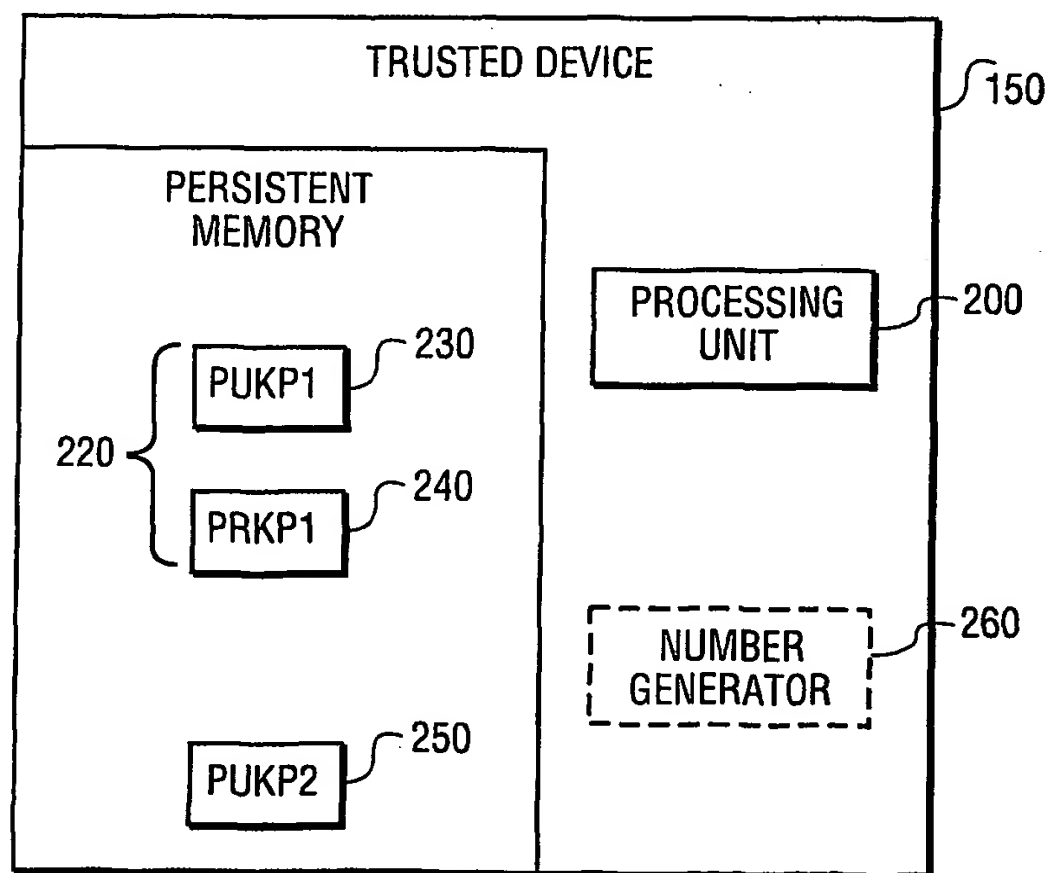 TRUSTED DEVICE
150
PERSISTENT
MEMORY
PROCESSING
UNIT
200
PUKP1
230
220
PRKP1
240
NUMBER
GENERATOR
260
PUKP2
250